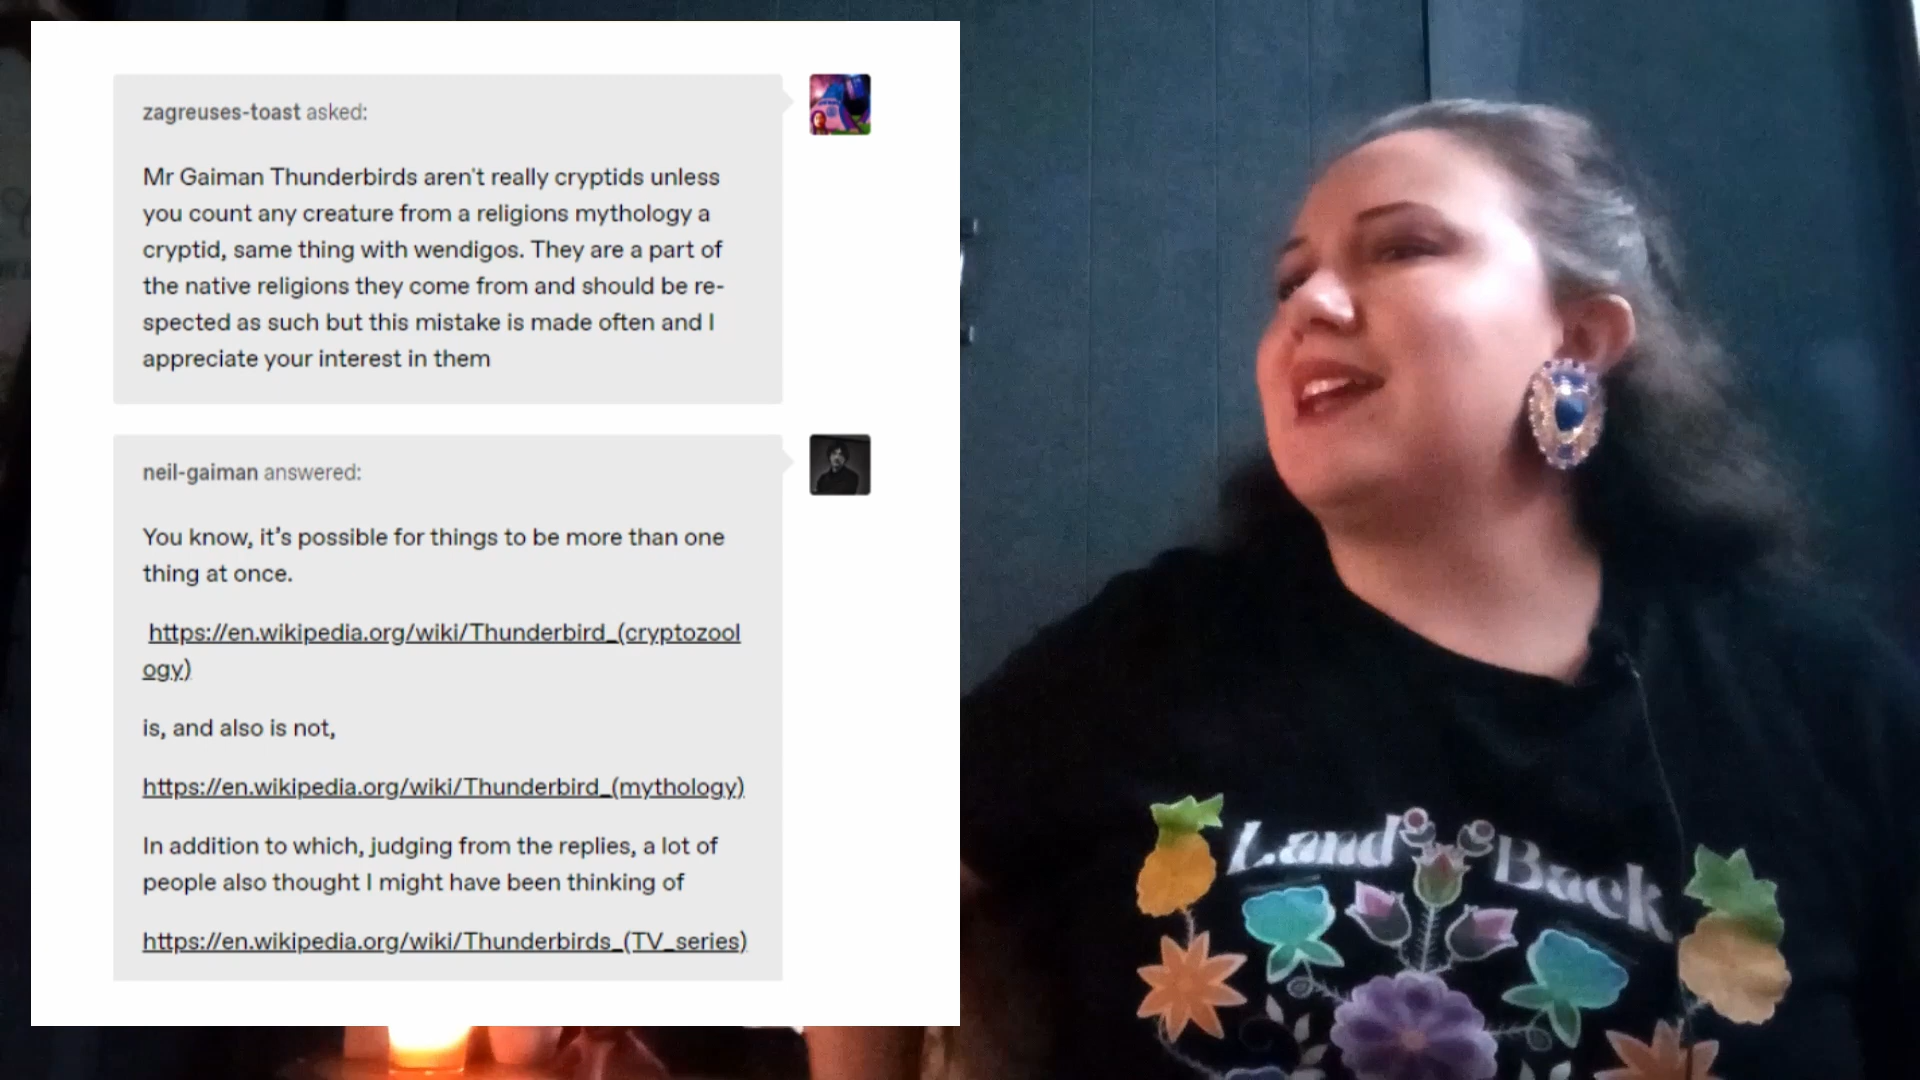 zagreuses-toast asked:
Mr Gaiman Thunderbirds aren't really cryptids unless
you count any creature from a religions mythology a
cryptid, same thing with wendigos. They are a part of
the native religions they come from and should be re-
spected as such but this mistake is made often and I
appreciate your interest in them
neil-gaiman answered:
You know, it's possible for things to be more than one
thing at once.
https://en.wikipedia.org/wiki/Thunderbird_(cryptozool
ogy)
is, and also is not,
https://en.wikipedia.org/wiki/Thunderbird_(mythology)
In addition to which, judging from the replies, a lot of
people also thought I might have been thinking of
https://en.wikipedia.org/wiki/Thunderbirds_(TV_series)
Land Back